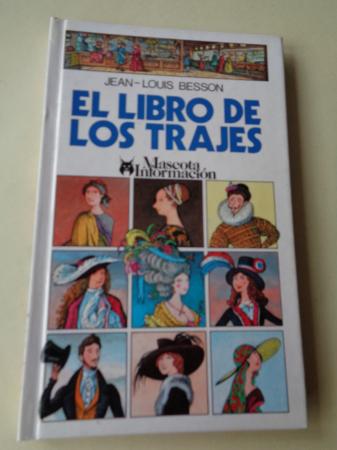 JEAN-LOUIS BESSON
EL LIBRO DE
LOS TRAJES
Mascota
Información